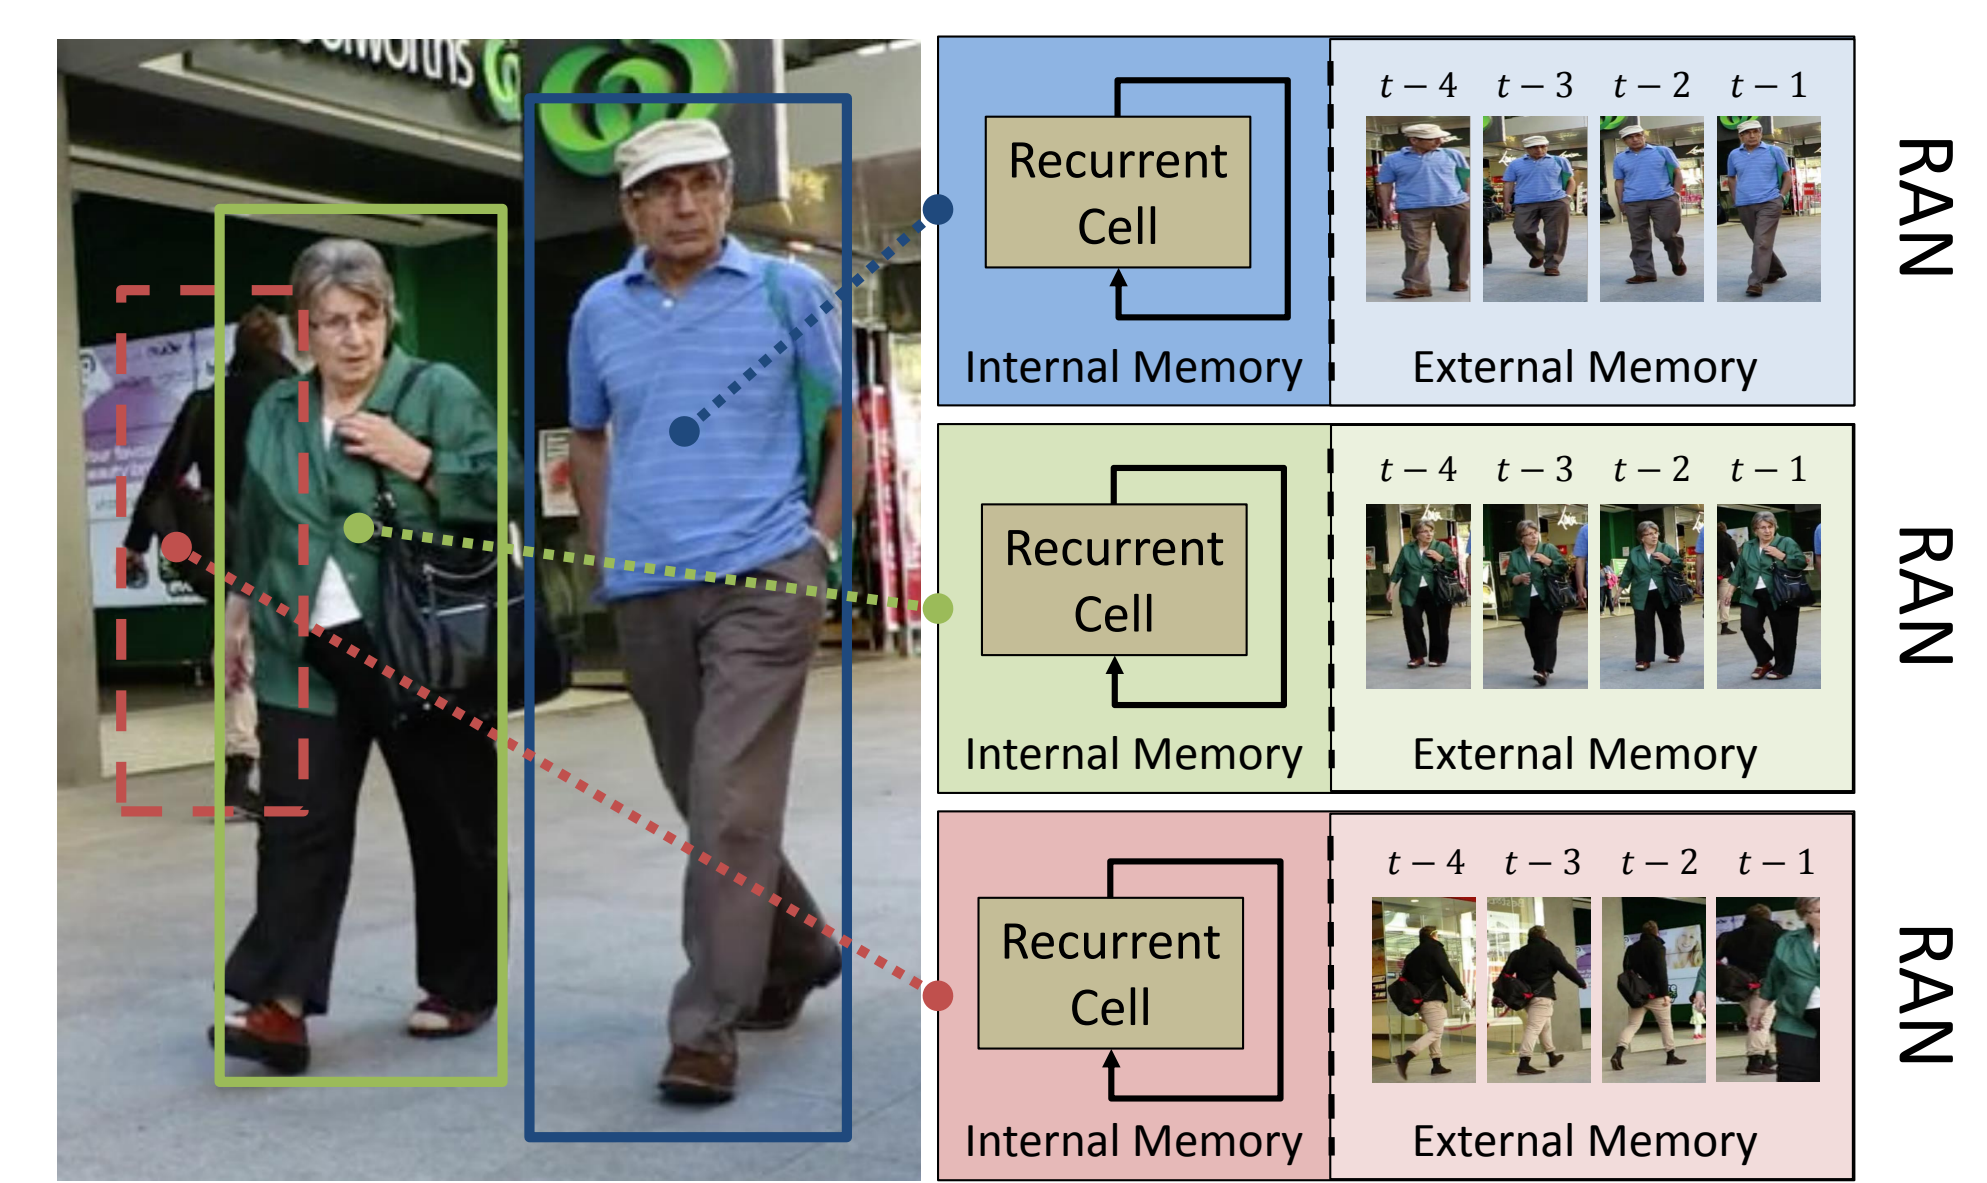 t − 4 t − 3 t − 2 t − 1
Recurrent
Cell
Internal Memory
External Memory
RAN
t − 4 t − 3 t − 2 t − 1
Recurrent
Cell
Internal Memory
External Memory
RAN
t − 4 t − 3 t − 2 t − 1
Recurrent
Cell
Internal Memory
External Memory
RAN